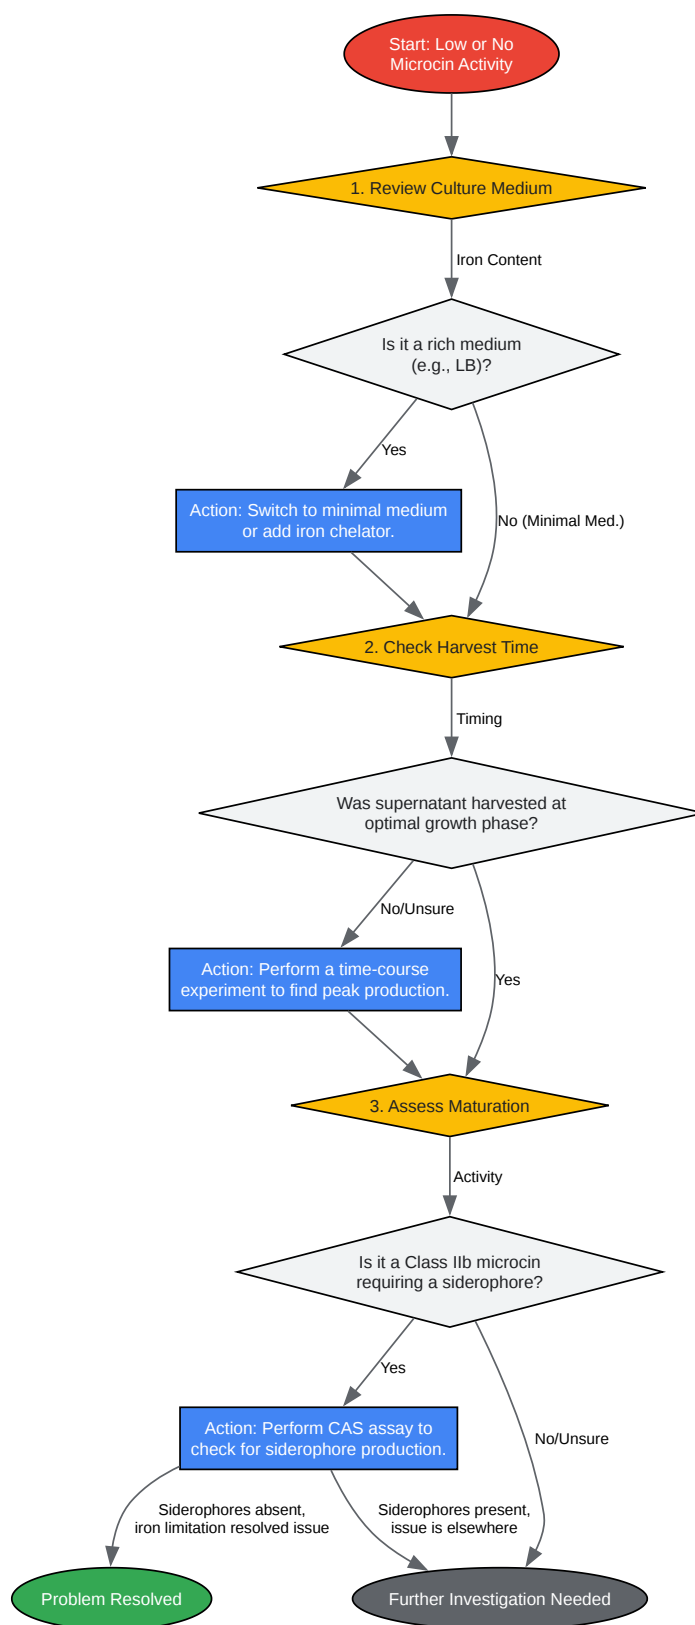 Start: Low or No
Microcin Activity
1. Review Culture Medium
Iron Content
Is it a rich medium
(e.g., LB)?
Yes
Action: Switch to minimal medium
or add iron chelator.
No (Minimal Med.)
2. Check Harvest Time
Timing
Was supernatant harvested at
optimal growth phase?
No/Unsure
Action: Perform a time-course
experiment to find peak production.
Yes
3. Assess Maturation
Activity
Is it a Class IIb microcin
requiring a siderophore?
Yes
Action: Perform CAS assay to
check for siderophore production.
No/Unsure
Siderophores absent,
iron limitation resolved issue
Siderophores present,
issue is elsewhere
Problem Resolved
Further Investigation Needed